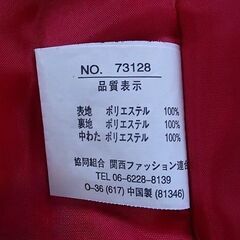 NO. 73128
品質表示
表地 ポリエステル 100%
裏地 ポリエステル 100%
中わた ポリエステル 100%
協同組合 関西ファッション連合
TEL 06-6228-8139
O-36 (617) 中国製 (81346)